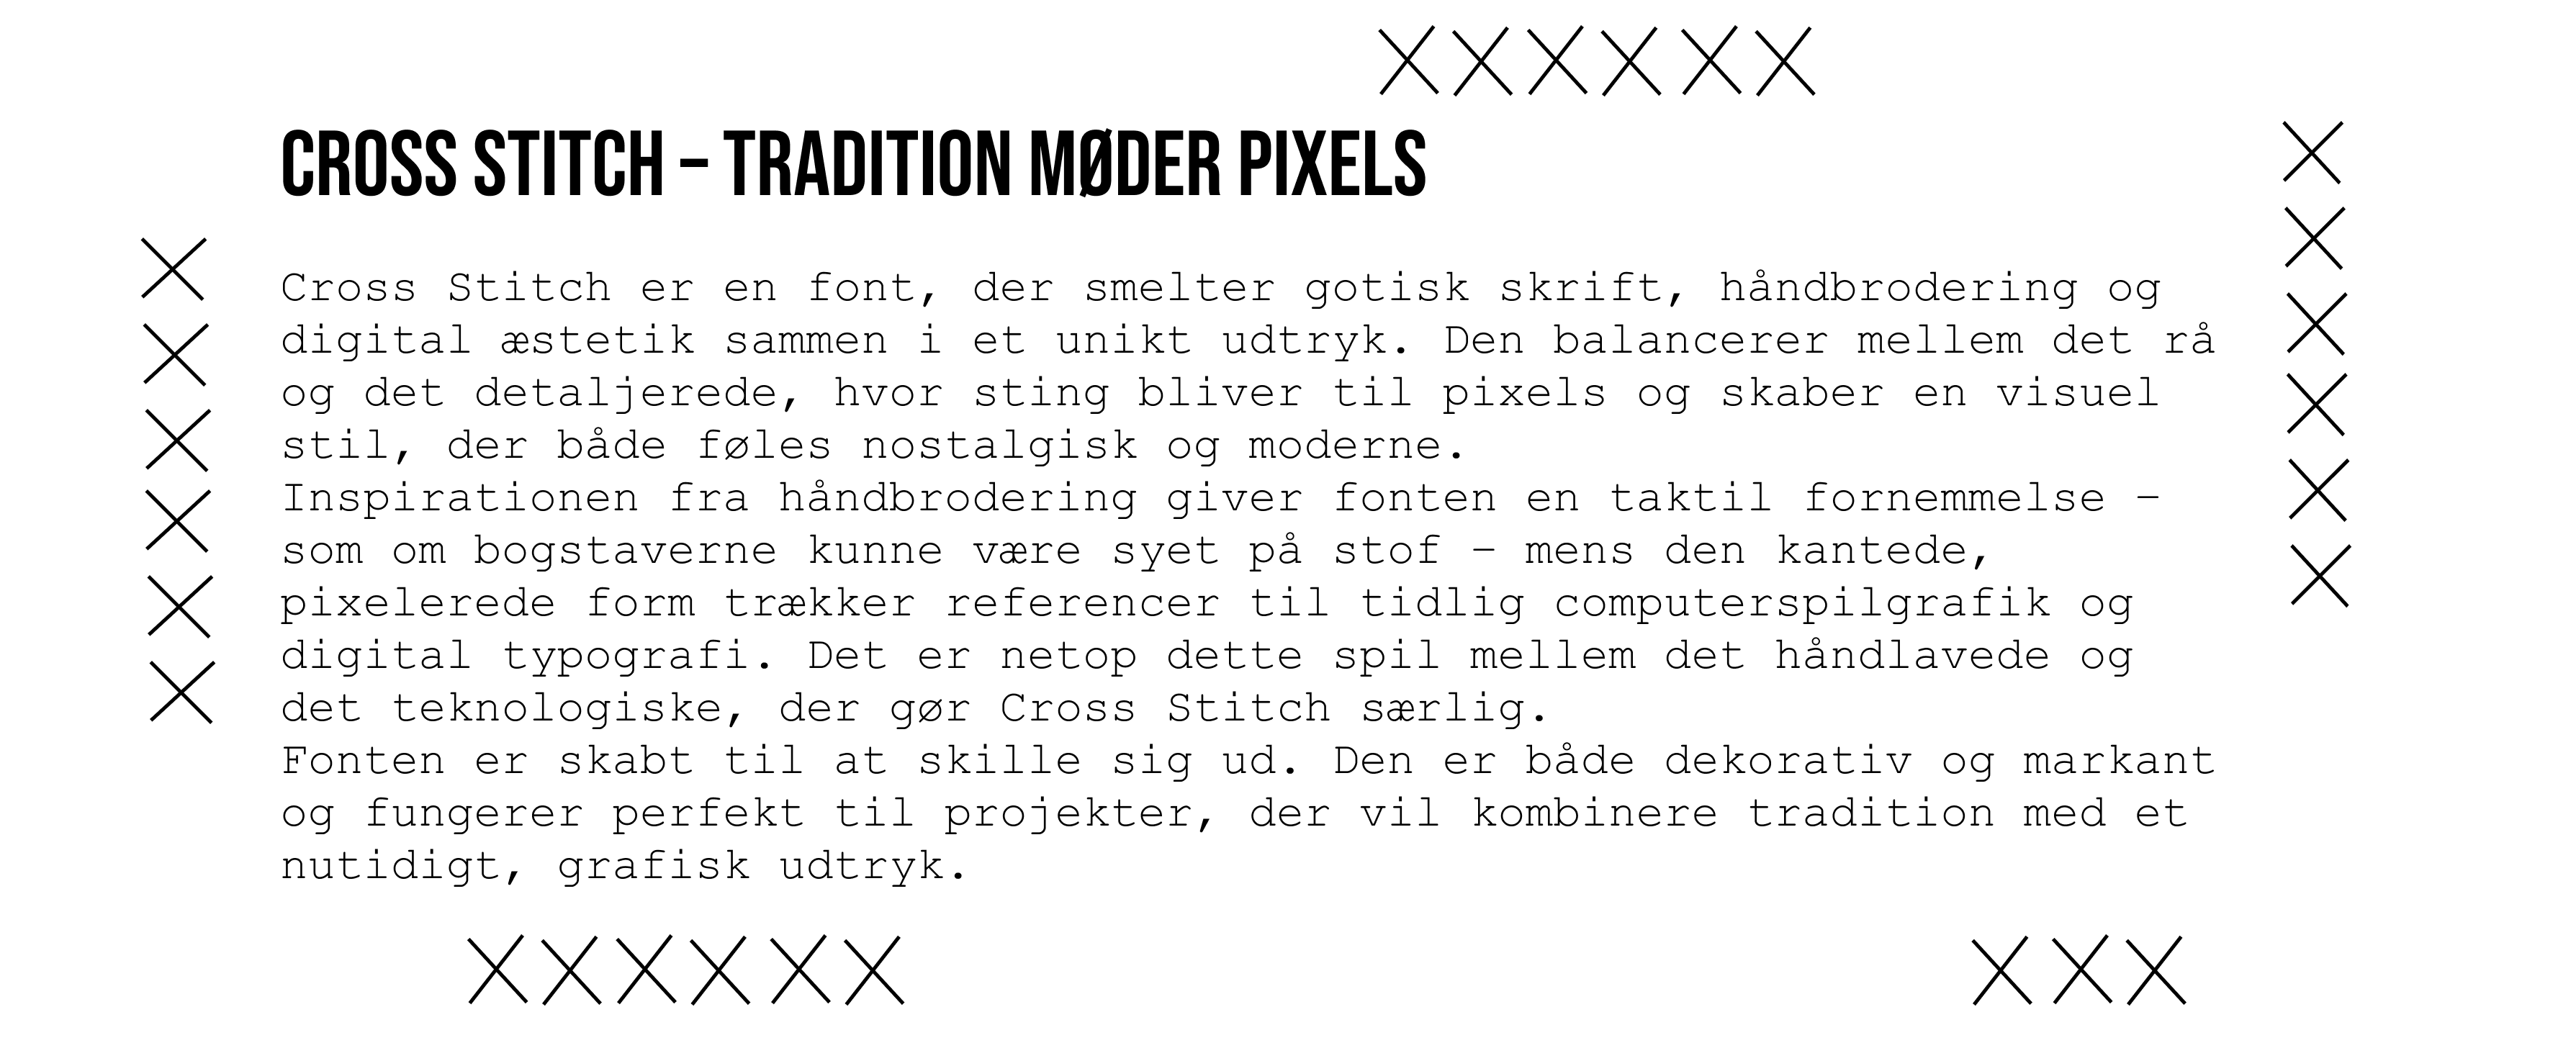 CROSS STITCH – TRADITION MØDER PIXELS
Cross Stitch er en font, der smelter gotisk skrift, håndbrodering og
digital æstetik sammen i et unikt udtryk. Den balancerer mellem det rå
og det detaljerede, hvor sting bliver til pixels og skaber en visuel
stil, der både føles nostalgisk og moderne.
Inspirationen fra håndbrodering giver fonten en taktil fornemmelse –
som om bogstaverne kunne være syet på stof – mens den kantede,
pixelerede form trækker referencer til tidlig computerspilgrafik og
digital typografi. Det er netop dette spil mellem det håndlavede og
det teknologiske, der gør Cross Stitch særlig.
Fonten er skabt til at skille sig ud. Den er både dekorativ og markant
og fungerer perfekt til projekter, der vil kombinere tradition med et
nutidigt, grafisk udtryk.